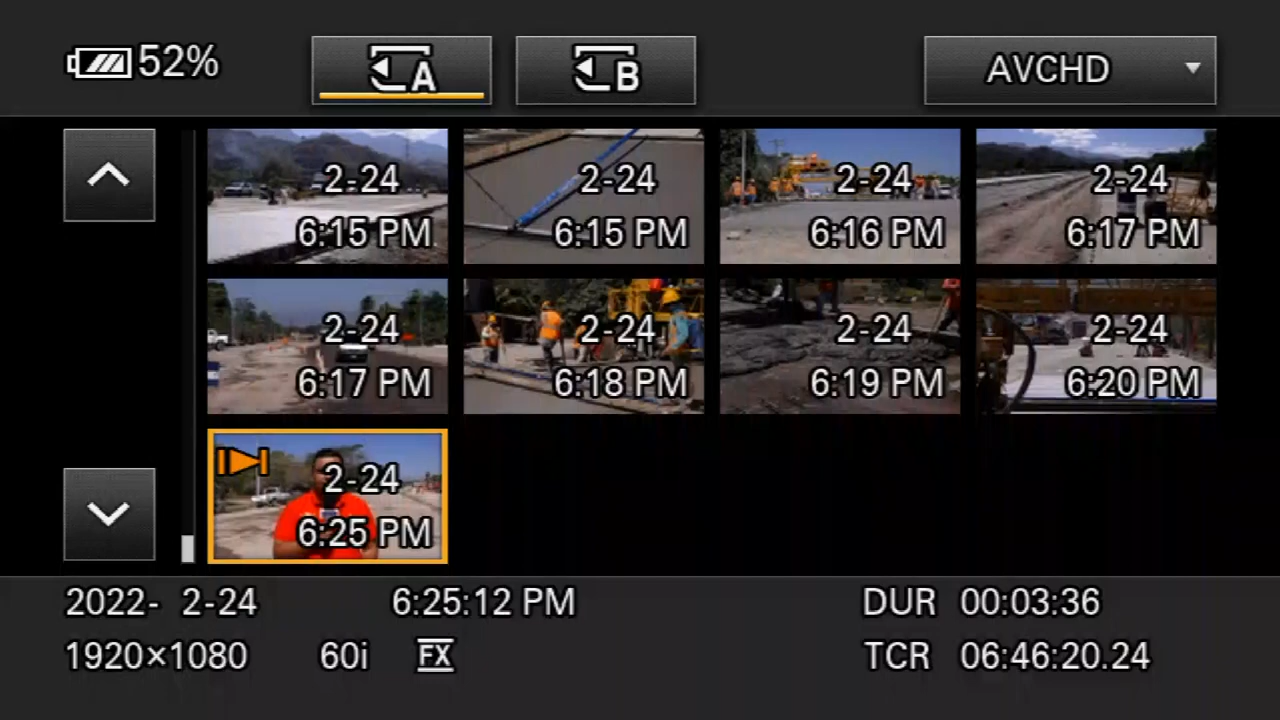 52%
A
B
AVCHD
2-24
6:15 PM
2-24
6:15 PM
2-24
6:16 PM
2-24
6:17 PM
2-24
6:17 PM
2-24
6:18 PM
2-24
6:19 PM
2-24
6:20 PM
2-24
6:25 PM
2022- 2-24 6:25:12 PM DUR 00:03:36
1920×1080 60i FX TCR 06:46:20.24